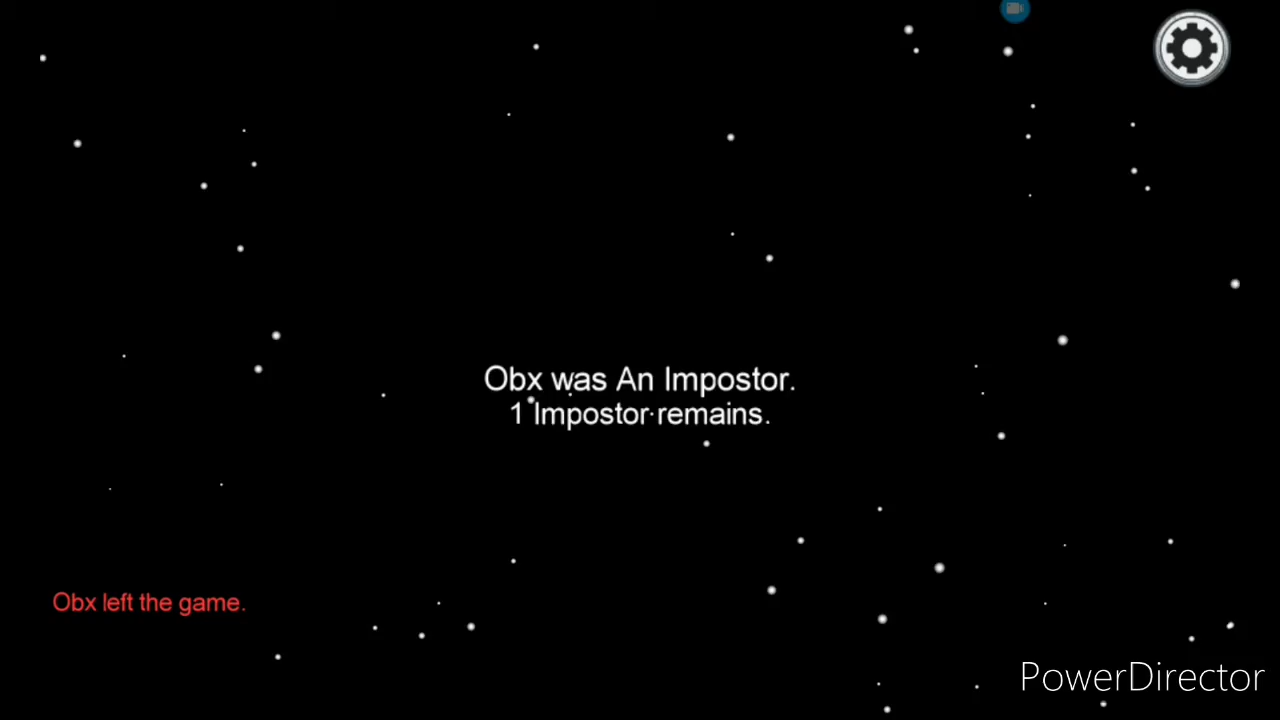 Obx was An Impostor.
1 Impostor remains.
Obx left the game.
PowerDirector